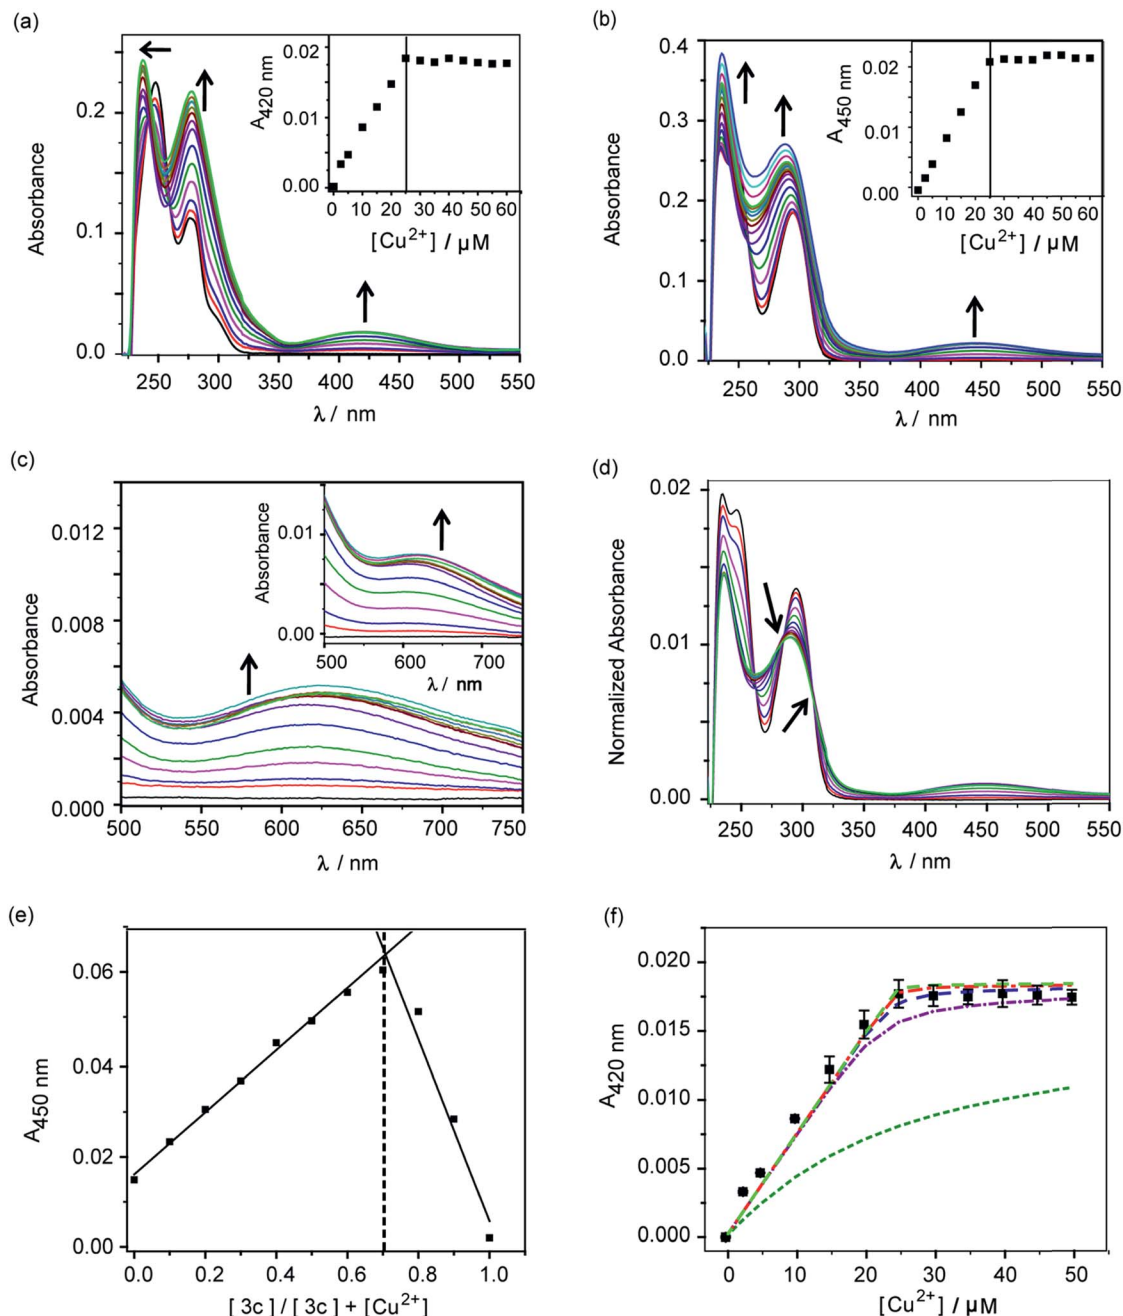 (a)
0.2
0.1
0.0
Absorbance
250 300 350 400 450 500 550
λ / nm
0.02
0.01
0.00
A420 nm
0 10 20 30 40 50 60
[Cu2+] / µM
(b)
0.4
0.3
0.2
0.1
0.0
Absorbance
250 300 350 400 450 500 550
λ / nm
0.02
0.01
0.00
A450 nm
0 10 20 30 40 50 60
[Cu2+] / µM
(c)
0.012
0.008
0.004
0.000
Absorbance
500 550 600 650 700 750
λ / nm
0.01
0.00
Absorbance
500 600 700
λ / nm
(d)
0.02
0.01
0.00
Normalized Absorbance
250 300 350 400 450 500 550
λ / nm
(e)
0.06
0.04
0.02
0.00
A450 nm
0.0 0.2 0.4 0.6 0.8 1.0
[3c]/[3c]+[Cu2+]
(f)
0.020
0.015
0.010
0.005
0.000
A420 nm
0 10 20 30 40 50
[Cu2+] / µM